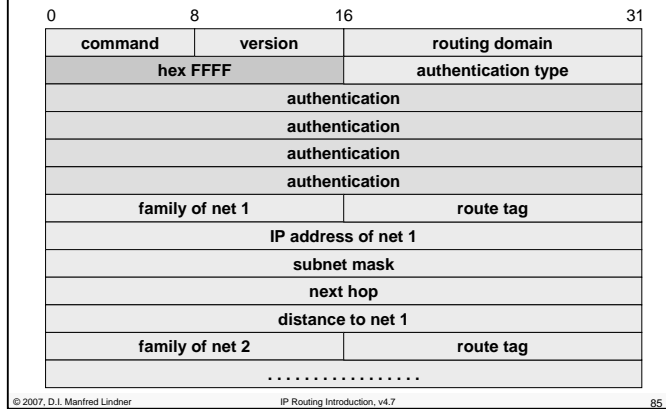 0 8 16 31
command version routing domain
hex FFFF authentication type
authentication
authentication
authentication
authentication
family of net 1 route tag
IP address of net 1
subnet mask
next hop
distance to net 1
family of net 2 route tag
. . . . . . . . . . . . . . . .
© 2007, D.I. Manfred Lindner IP Routing Introduction, v4.7 85